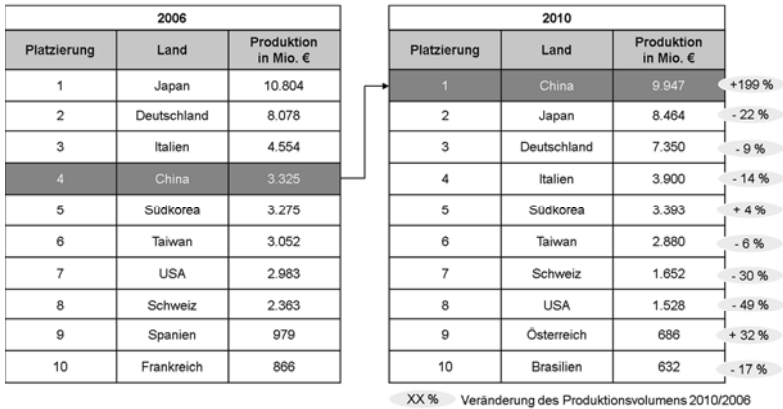 2006
Platzierung Land Produktion in Mio. €
1 Japan 10.804
2 Deutschland 8.078
3 Italien 4.554
4 China 3.325
5 Südkorea 3.275
6 Taiwan 3.052
7 USA 2.983
8 Schweiz 2.363
9 Spanien 979
10 Frankreich 866
2010
Platzierung Land Produktion in Mio. €
1 China 9.947 +199 %
2 Japan 8.464 - 22 %
3 Deutschland 7.350 - 9 %
4 Italien 3.900 - 14 %
5 Südkorea 3.393 + 4 %
6 Taiwan 2.880 - 6 %
7 Schweiz 1.652 - 30 %
8 USA 1.528 - 49 %
9 Österreich 686 + 32 %
10 Brasilien 632 - 17 %
XX % Veränderung des Produktionsvolumens 2010/2006